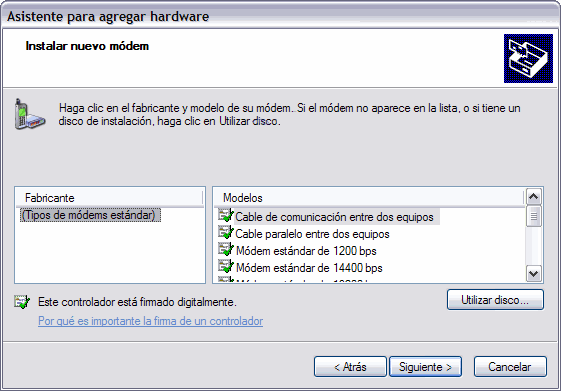 Asistente para agregar hardware
Instalar nuevo módem
Haga clic en el fabricante y modelo de su módem. Si el módem no aparece en la lista, o si tiene un
disco de instalación, haga clic en Utilizar disco.
Fabricante
(Tipos de módems estándar)
Modelos
Cable de comunicación entre dos equipos
Cable paralelo entre dos equipos
Módem estándar de 1200 bps
Módem estándar de 14400 bps
Este controlador está firmado digitalmente.
Por qué es importante la firma de un controlador
Utilizar disco...
< Atrás
Siguiente >
Cancelar